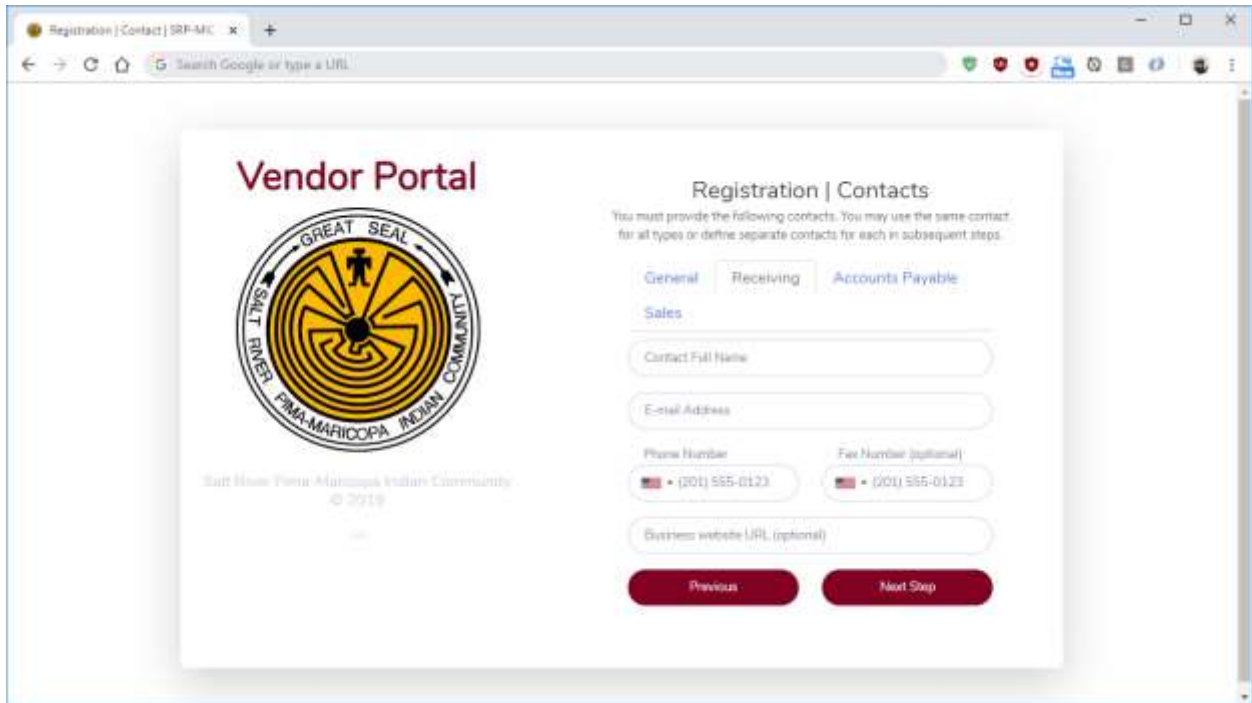 Registration | Contact | SRP-MIC
Search Google or type a URL
Vendor Portal
GREAT SEAL
SALT RIVER PIMA-MARICOPA INDIAN COMMUNITY
Salt River Pima-Maricopa Indian Community
© 2019
Registration | Contacts
You must provide the following contacts. You may use the same contact
for all types or define separate contacts for each in subsequent steps.
General Receiving Accounts Payable
Sales
Contact Full Name
E-mail Address
Phone Number Fax Number (optional)
(201) 555-0123 (201) 555-0123
Business website URL (optional)
Previous Next Step